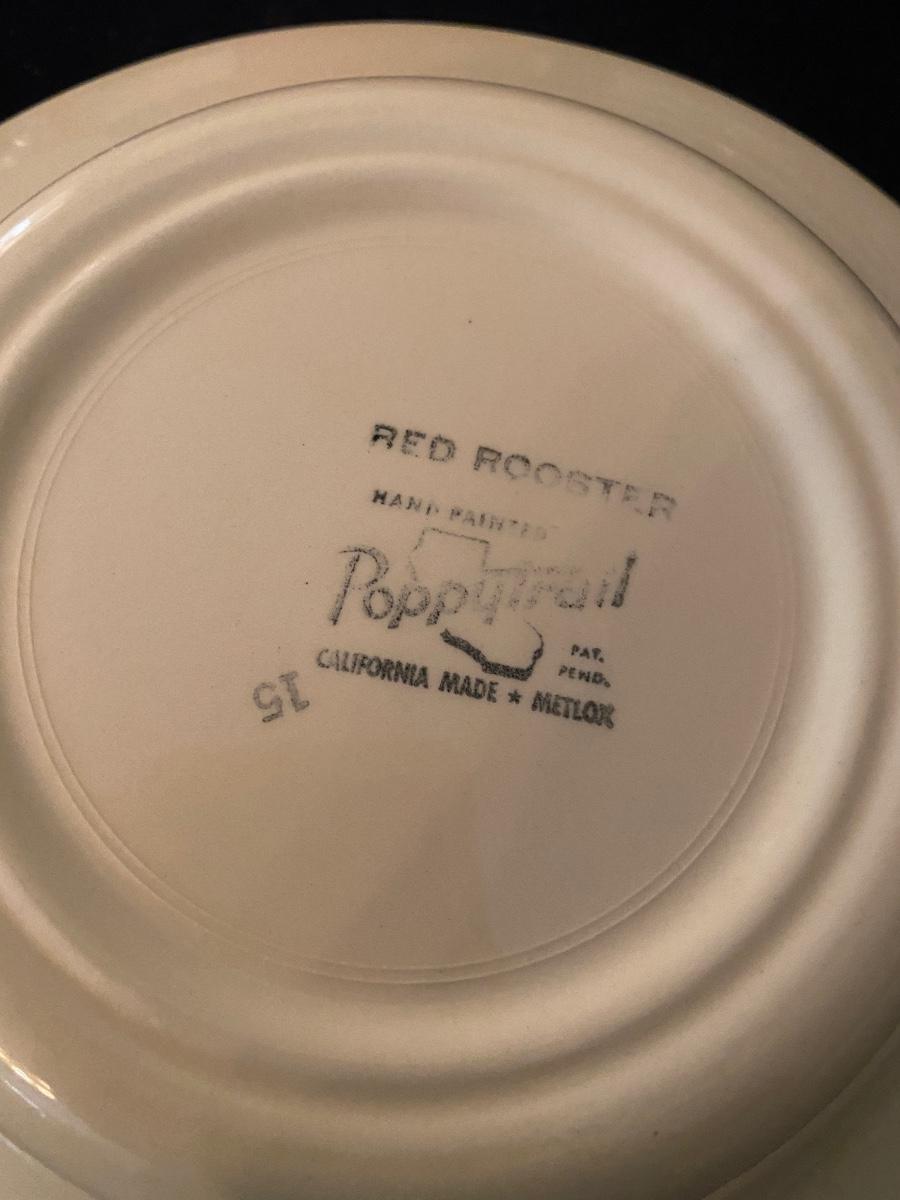 RED ROOSTER
HAND PAINTED
Poppytrail
PAT.
PEND.
CALIFORNIA MADE ★ METLOX
15